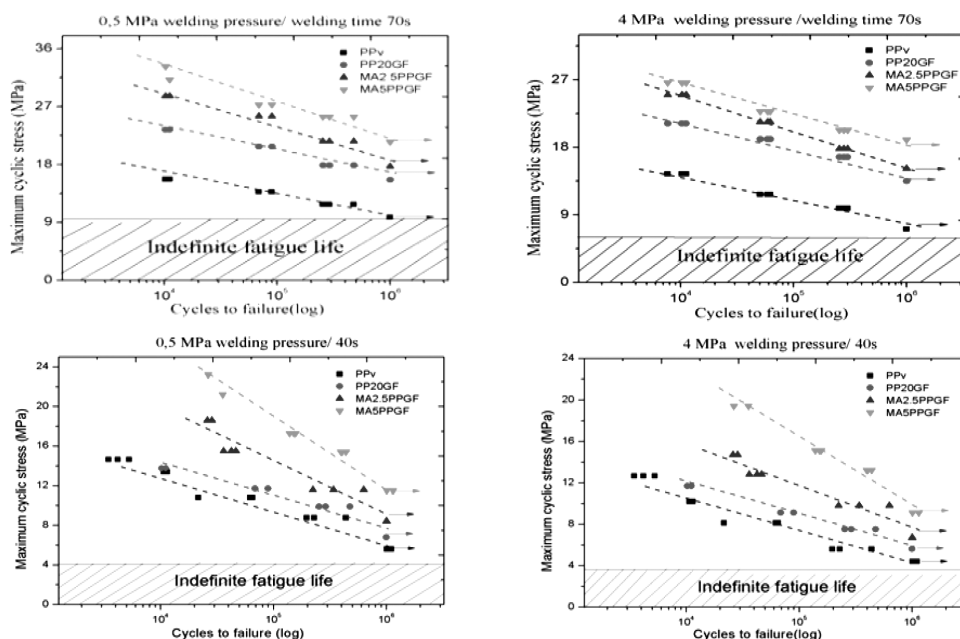 0,5 MPa welding pressure/ welding time 70s
Maximum cyclic stress (MPa)
36
27
18
9
0
PPv
PP20GF
MA2.5PPGF
MA5PPGF
Indefinite fatigue life
10⁴
10⁵
10⁶
Cycles to failure(log)
4 MPa welding pressure /welding time 70s
Maximum cyclic stress (MPa)
27
18
9
0
PPv
PP20GF
MA2.5PPGF
MA5PPGF
Indefinite fatigue life
10⁴
10⁵
10⁶
Cycles to failure(log)
0,5 MPa welding pressure/ 40s
Maximum cyclic stress (MPa)
24
20
16
12
8
4
0
PPv
PP20GF
MA2.5PPGF
MA5PPGF
Indefinite fatigue life
10⁴
10⁵
10⁶
Cycles to failure (log)
4 MPa welding pressure/ 40s
Maximum cyclic stress (MPa)
24
20
16
12
8
4
0
PPv
PP20GF
MA2.5PPGF
MA5PPGF
Indefinite fatigue life
10⁴
10⁵
10⁶
Cycles to failure(log)